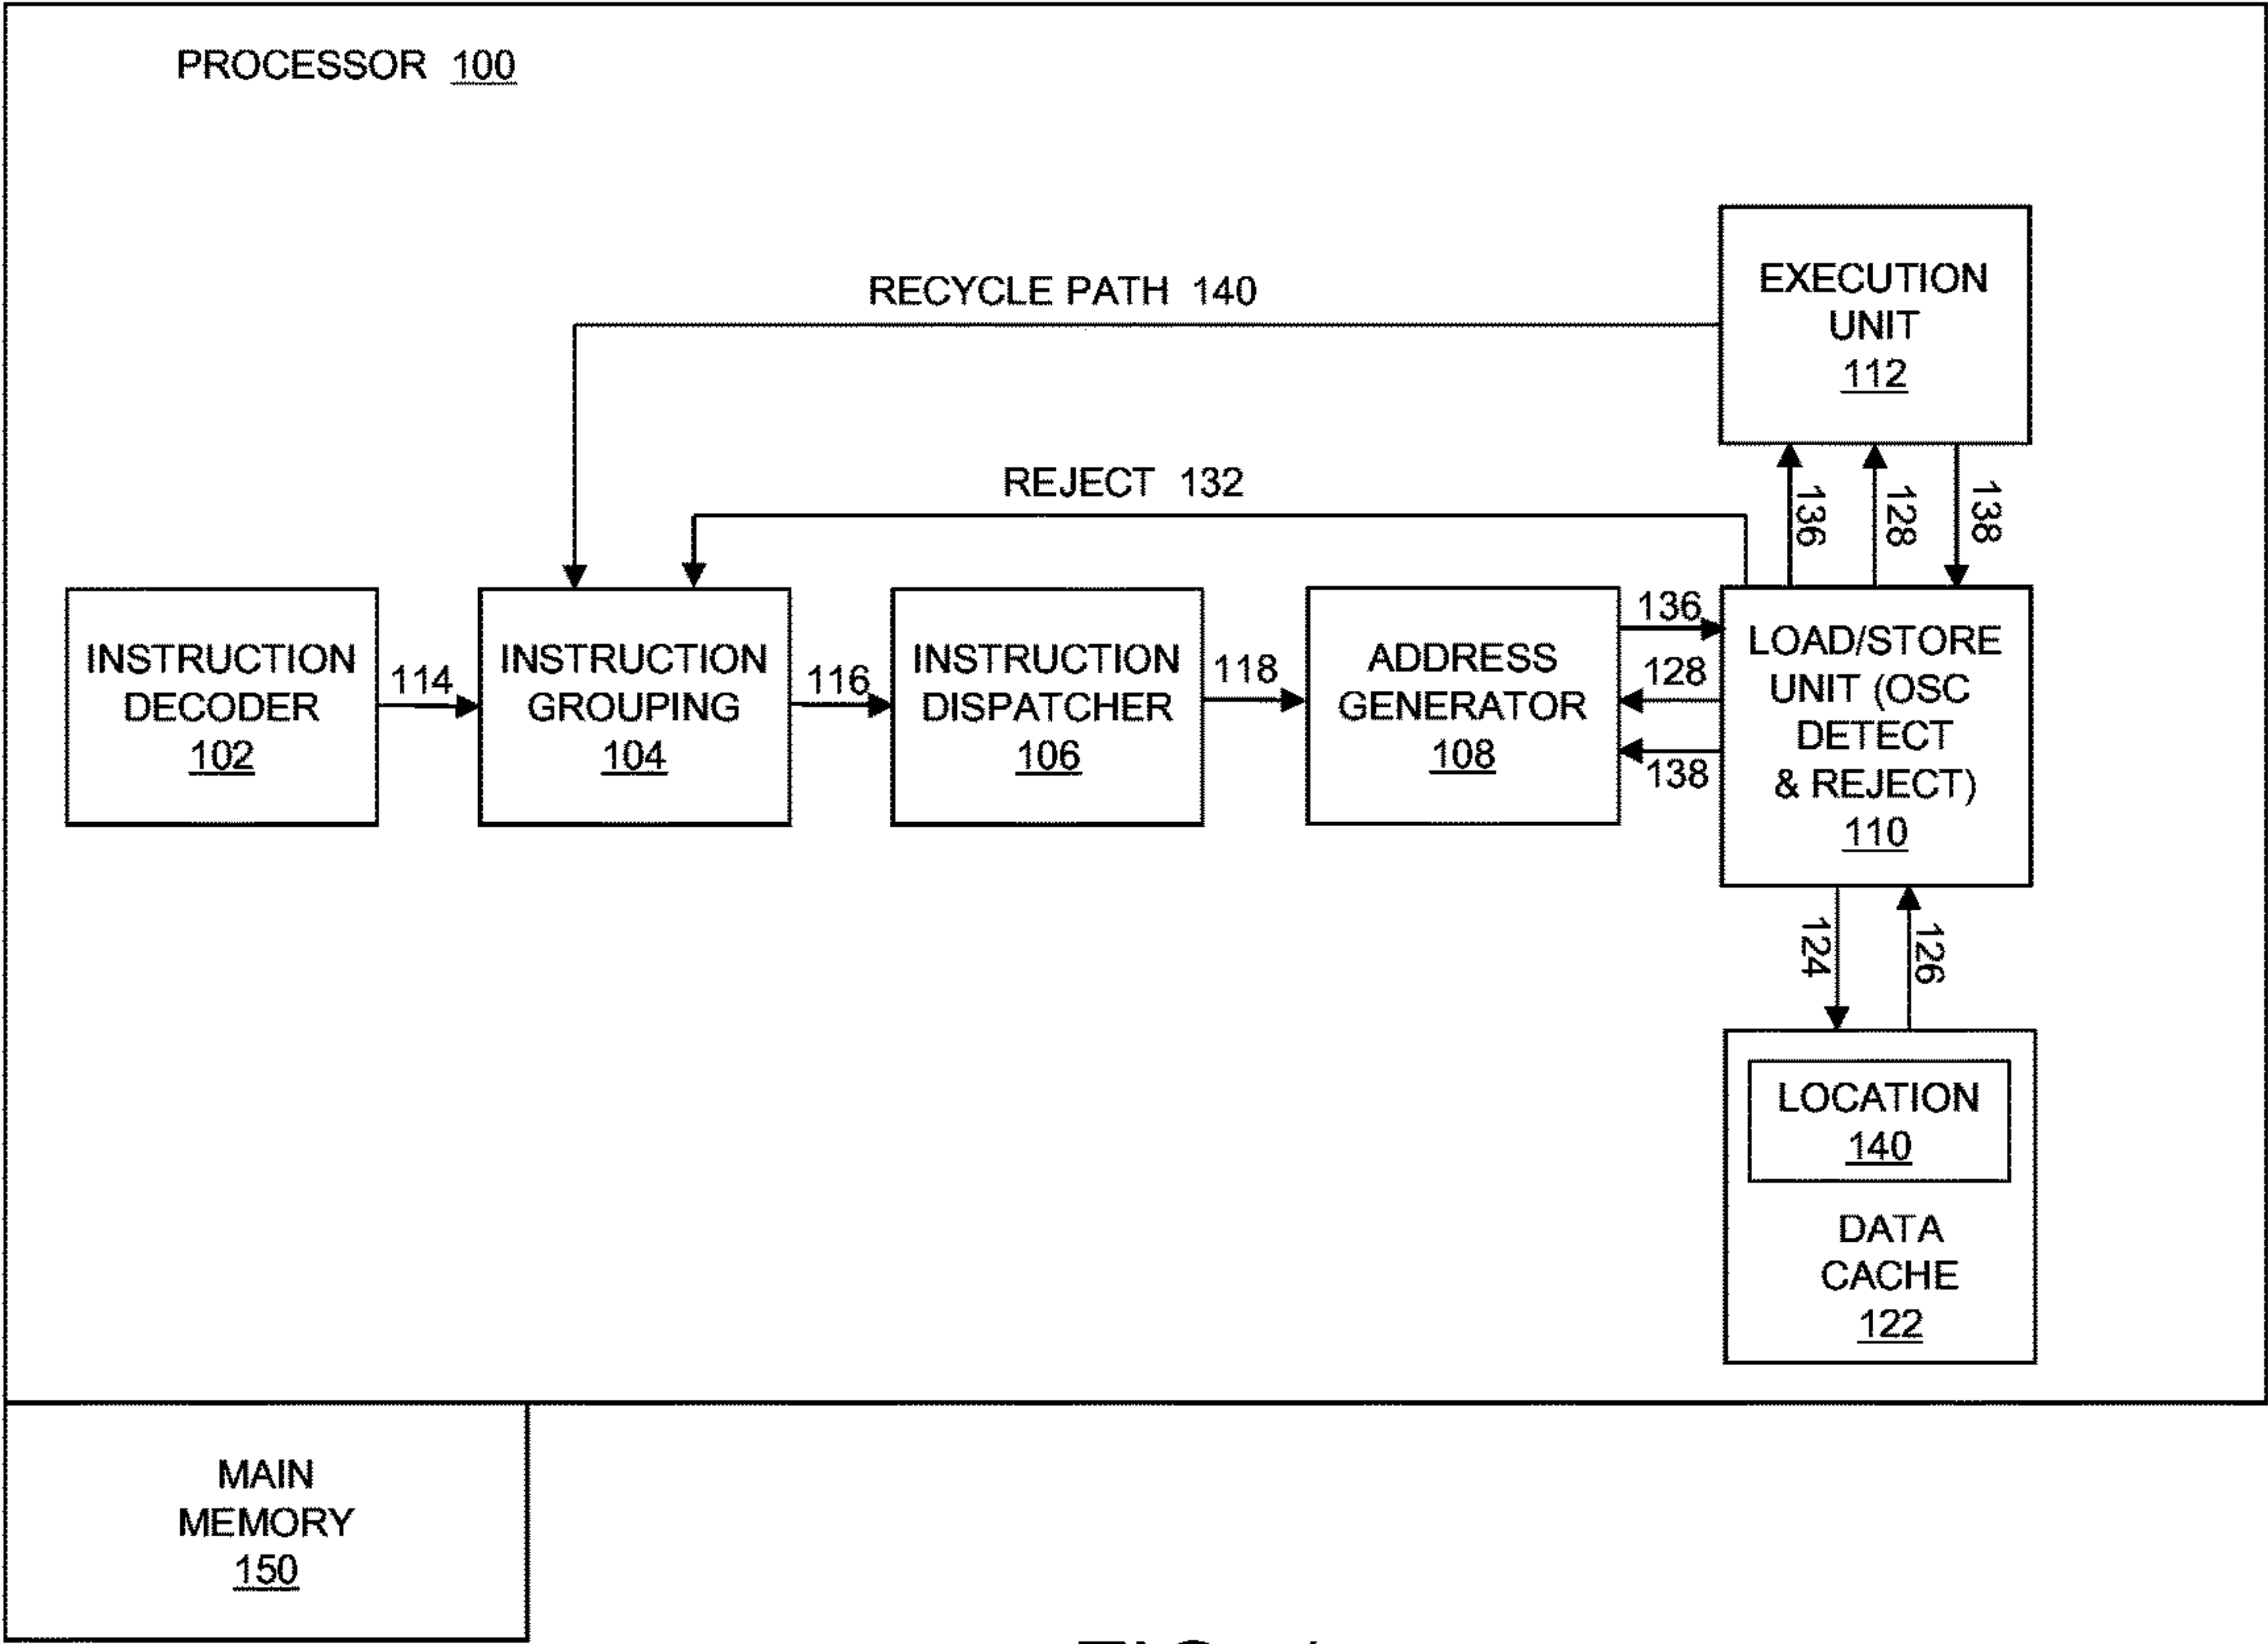 PROCESSOR 100
EXECUTION
UNIT
112
RECYCLE PATH 140
REJECT 132
136
128
138
INSTRUCTION
DECODER
102
114
INSTRUCTION
GROUPING
104
116
INSTRUCTION
DISPATCHER
106
118
ADDRESS
GENERATOR
108
136
128
138
LOAD/STORE
UNIT (OSC
DETECT
& REJECT)
110
124
126
LOCATION
140
DATA
CACHE
122
MAIN
MEMORY
150